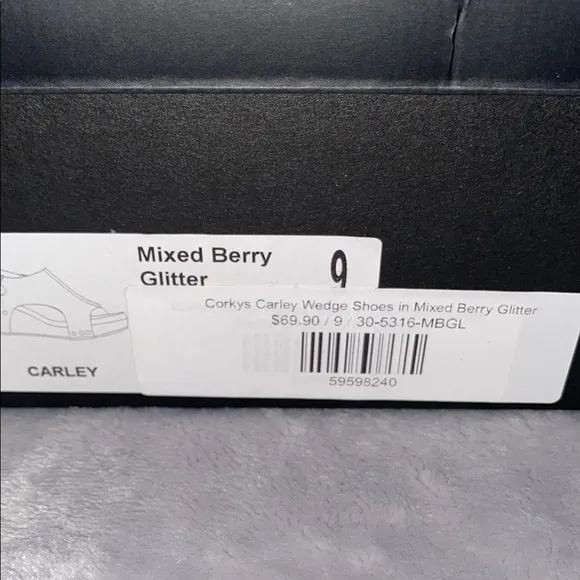 Mixed Berry
Glitter
9
CARLEY
Corkys Carley Wedge Shoes in Mixed Berry Glitter
$69.90 / 9 / 30-5316-MBGL
59598240